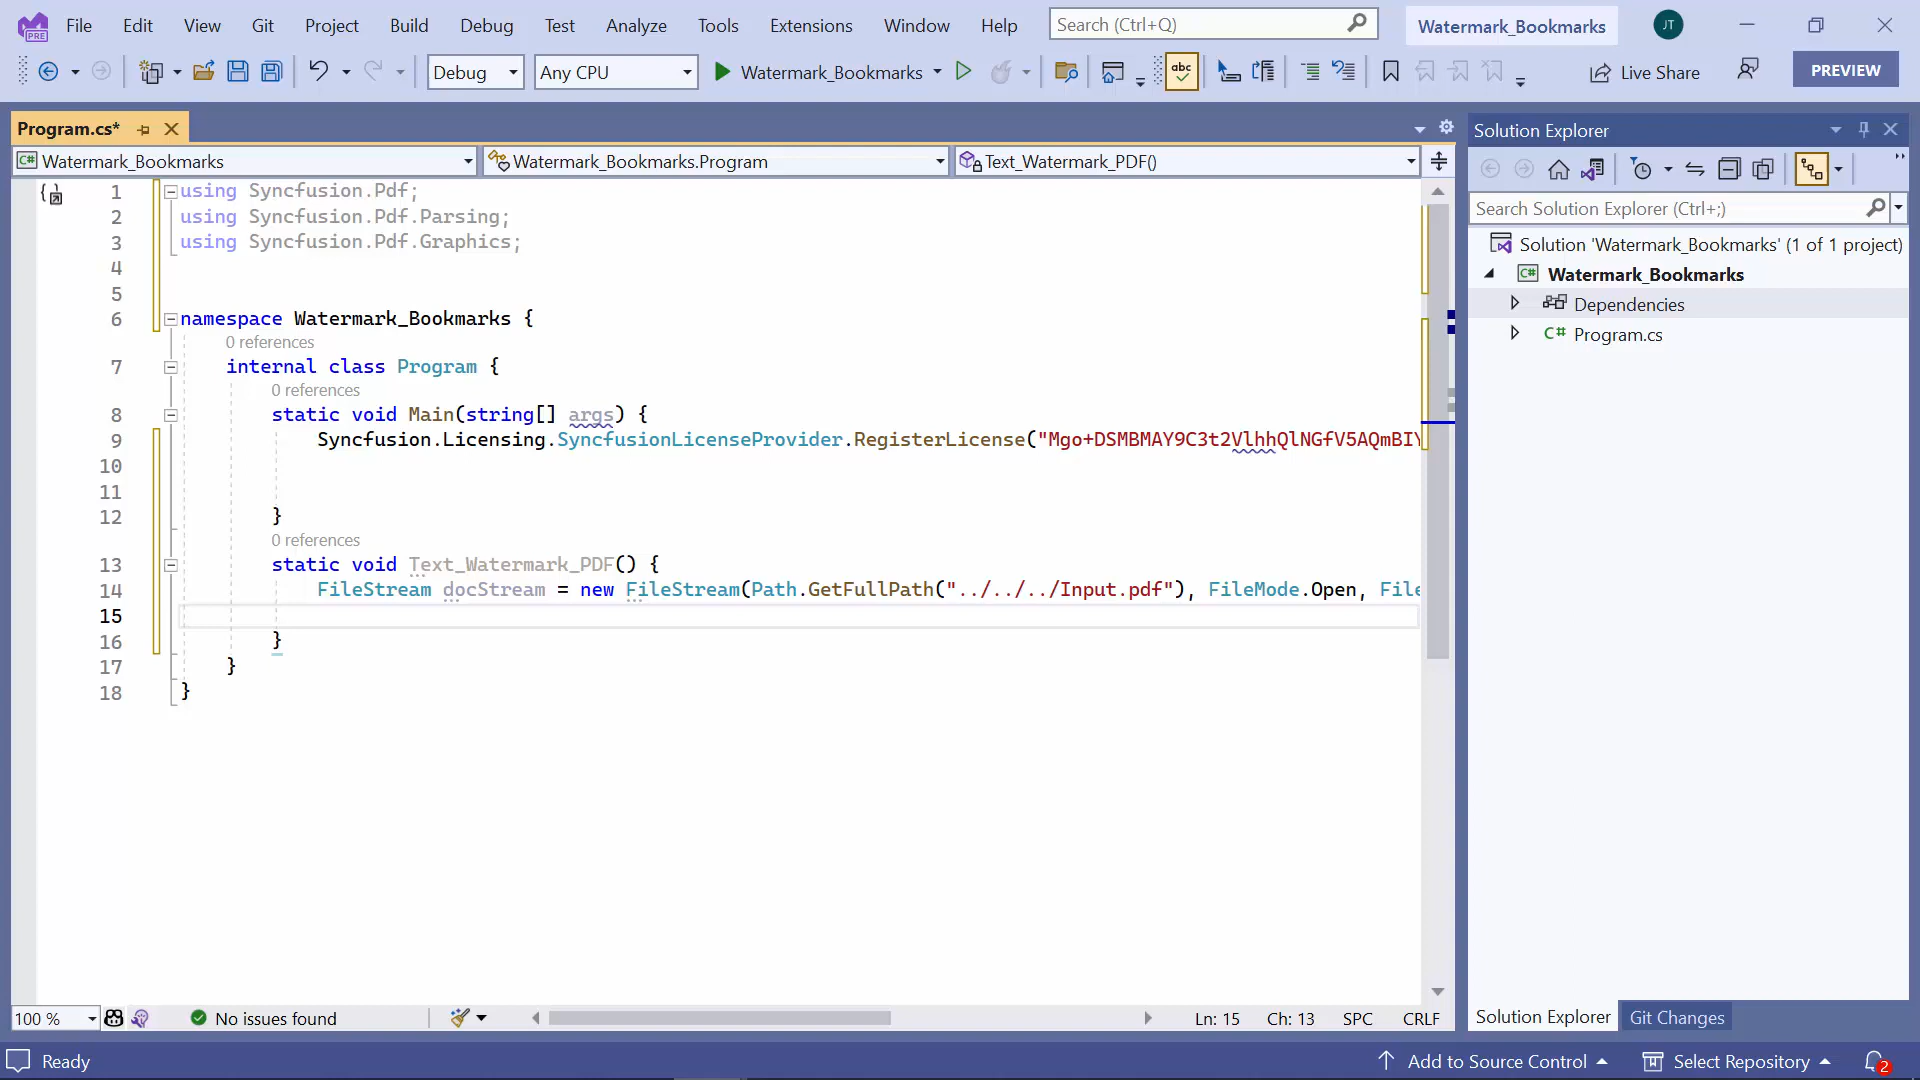 File Edit View Git Project Build Debug Test Analyze Tools Extensions Window Help Search (Ctrl+Q) Watermark_Bookmarks JT
PRE
Debug Any CPU Watermark_Bookmarks abc Live Share PREVIEW
Program.cs* Solution Explorer
C# Watermark_Bookmarks Watermark_Bookmarks.Program Text_Watermark_PDF()
1 using Syncfusion.Pdf;
2 using Syncfusion.Pdf.Parsing;
3 using Syncfusion.Pdf.Graphics;
4
5
6 namespace Watermark_Bookmarks {
0 references
7 internal class Program {
0 references
8 static void Main(string[] args) {
9 Syncfusion.Licensing.SyncfusionLicenseProvider.RegisterLicense("Mgo+DSMBMAY9C3t2VlhhQlNGfV5AQmBIY
10
11
12 }
0 references
13 static void Text_Watermark_PDF() {
14 FileStream docStream = new FileStream(Path.GetFullPath("../../../Input.pdf"), FileMode.Open, File
15
16 }
17 }
18 }
Search Solution Explorer (Ctrl+;)
Solution 'Watermark_Bookmarks' (1 of 1 project)
C# Watermark_Bookmarks
Dependencies
C# Program.cs
100 % No issues found Ln: 15 Ch: 13 SPC CRLF
Solution Explorer Git Changes
Ready Add to Source Control Select Repository 2